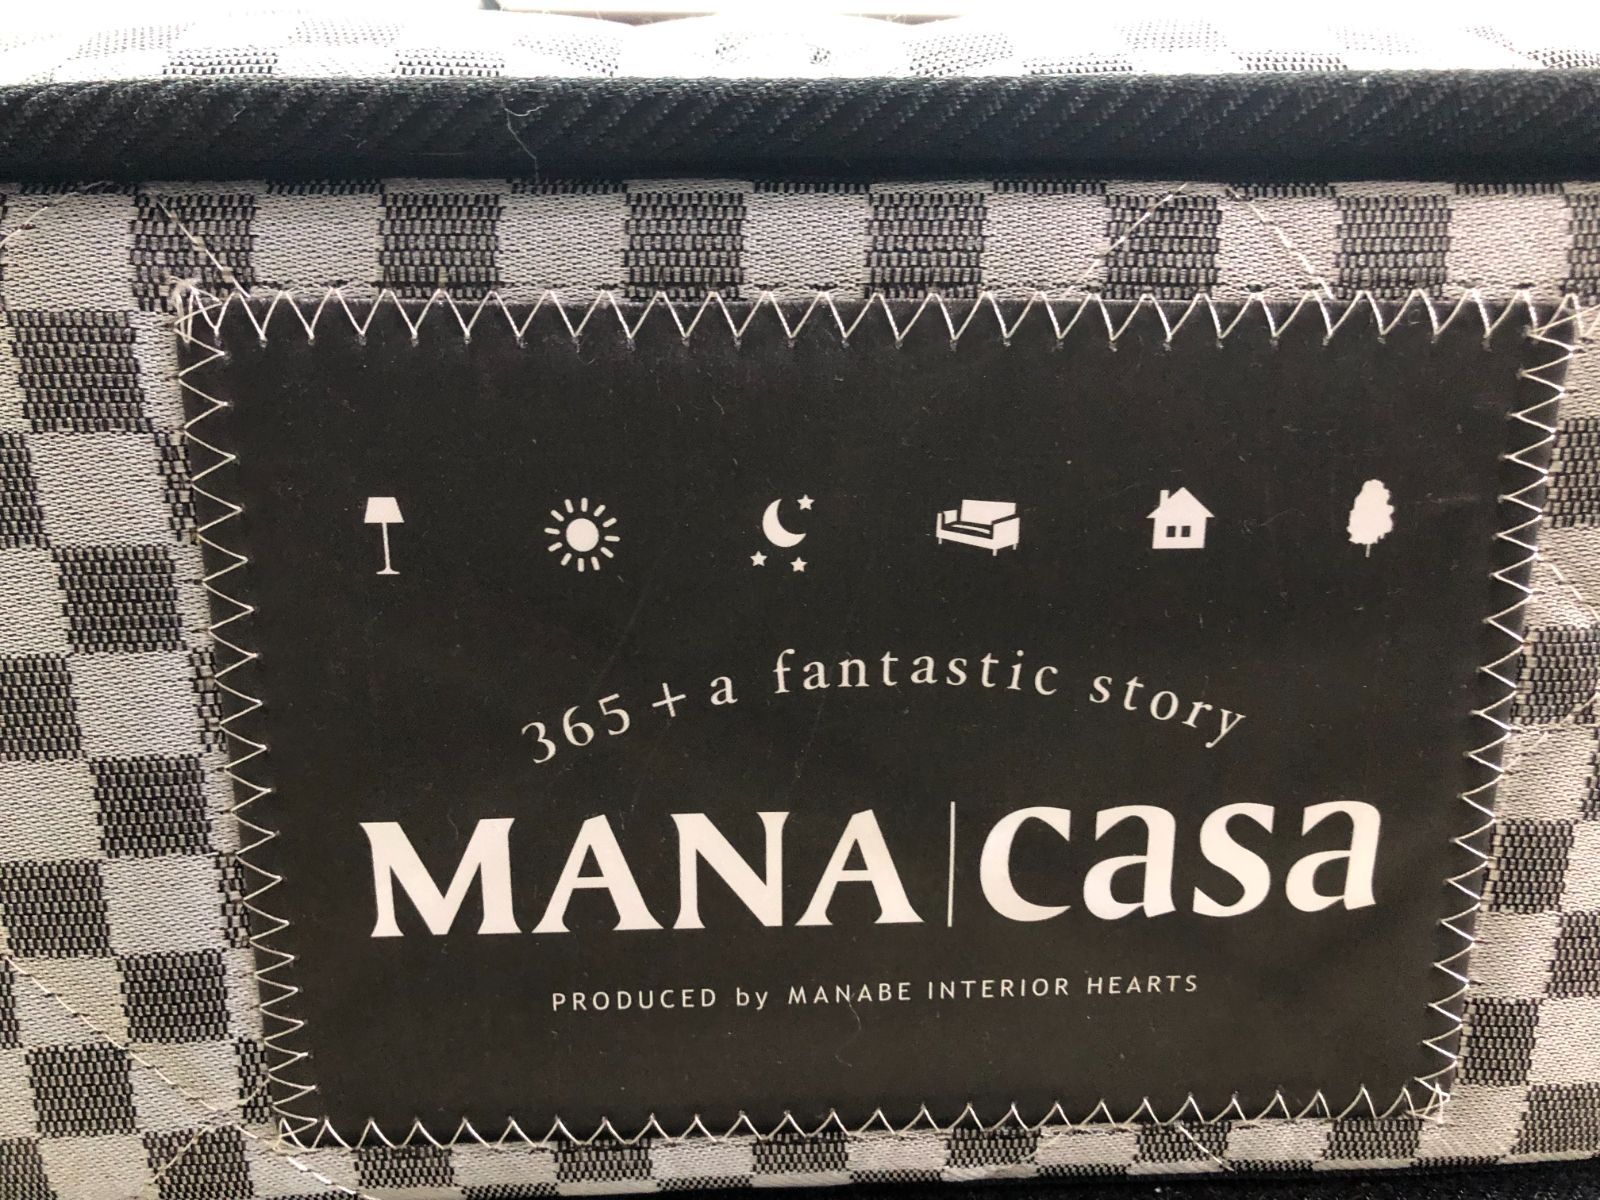 365+a fantastic story
MANA|casa
PRODUCED by MANABE INTERIOR HEARTS